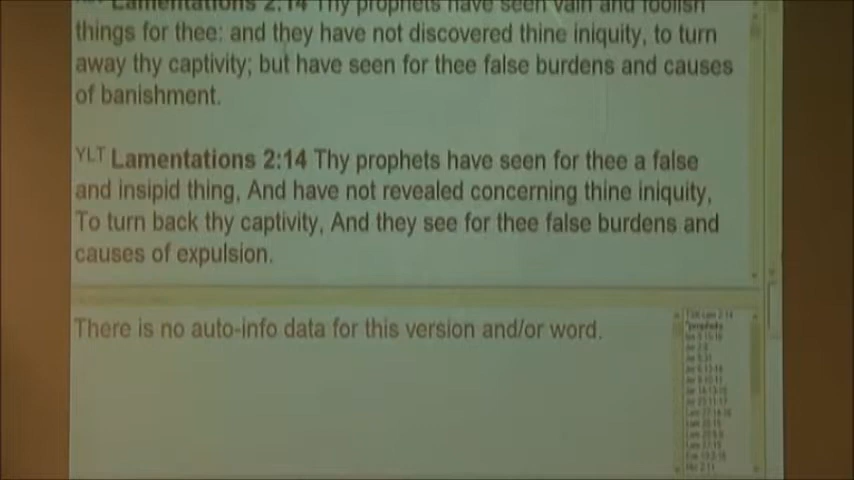 Lamentations 2:14 Thy prophets have seen vain and foolish
things for thee: and they have not discovered thine iniquity, to turn
away thy captivity; but have seen for thee false burdens and causes
of banishment.
YLT Lamentations 2:14 Thy prophets have seen for thee a false
and insipid thing, And have not revealed concerning thine iniquity,
To turn back thy captivity, And they see for thee false burdens and
causes of expulsion.
There is no auto-info data for this version and/or word.